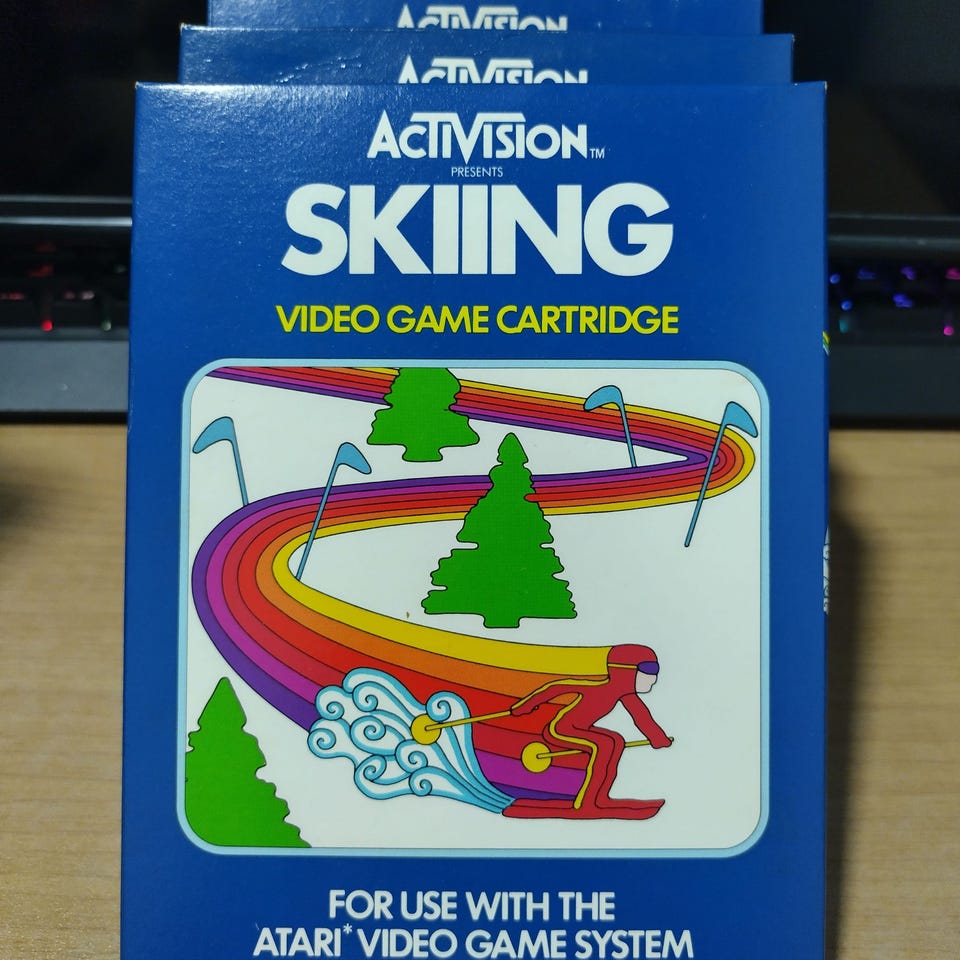 ACTIVISION
ACTIVISION
ACTIVISION™
PRESENTS
SKIING
VIDEO GAME CARTRIDGE
FOR USE WITH THE
ATARI* VIDEO GAME SYSTEM